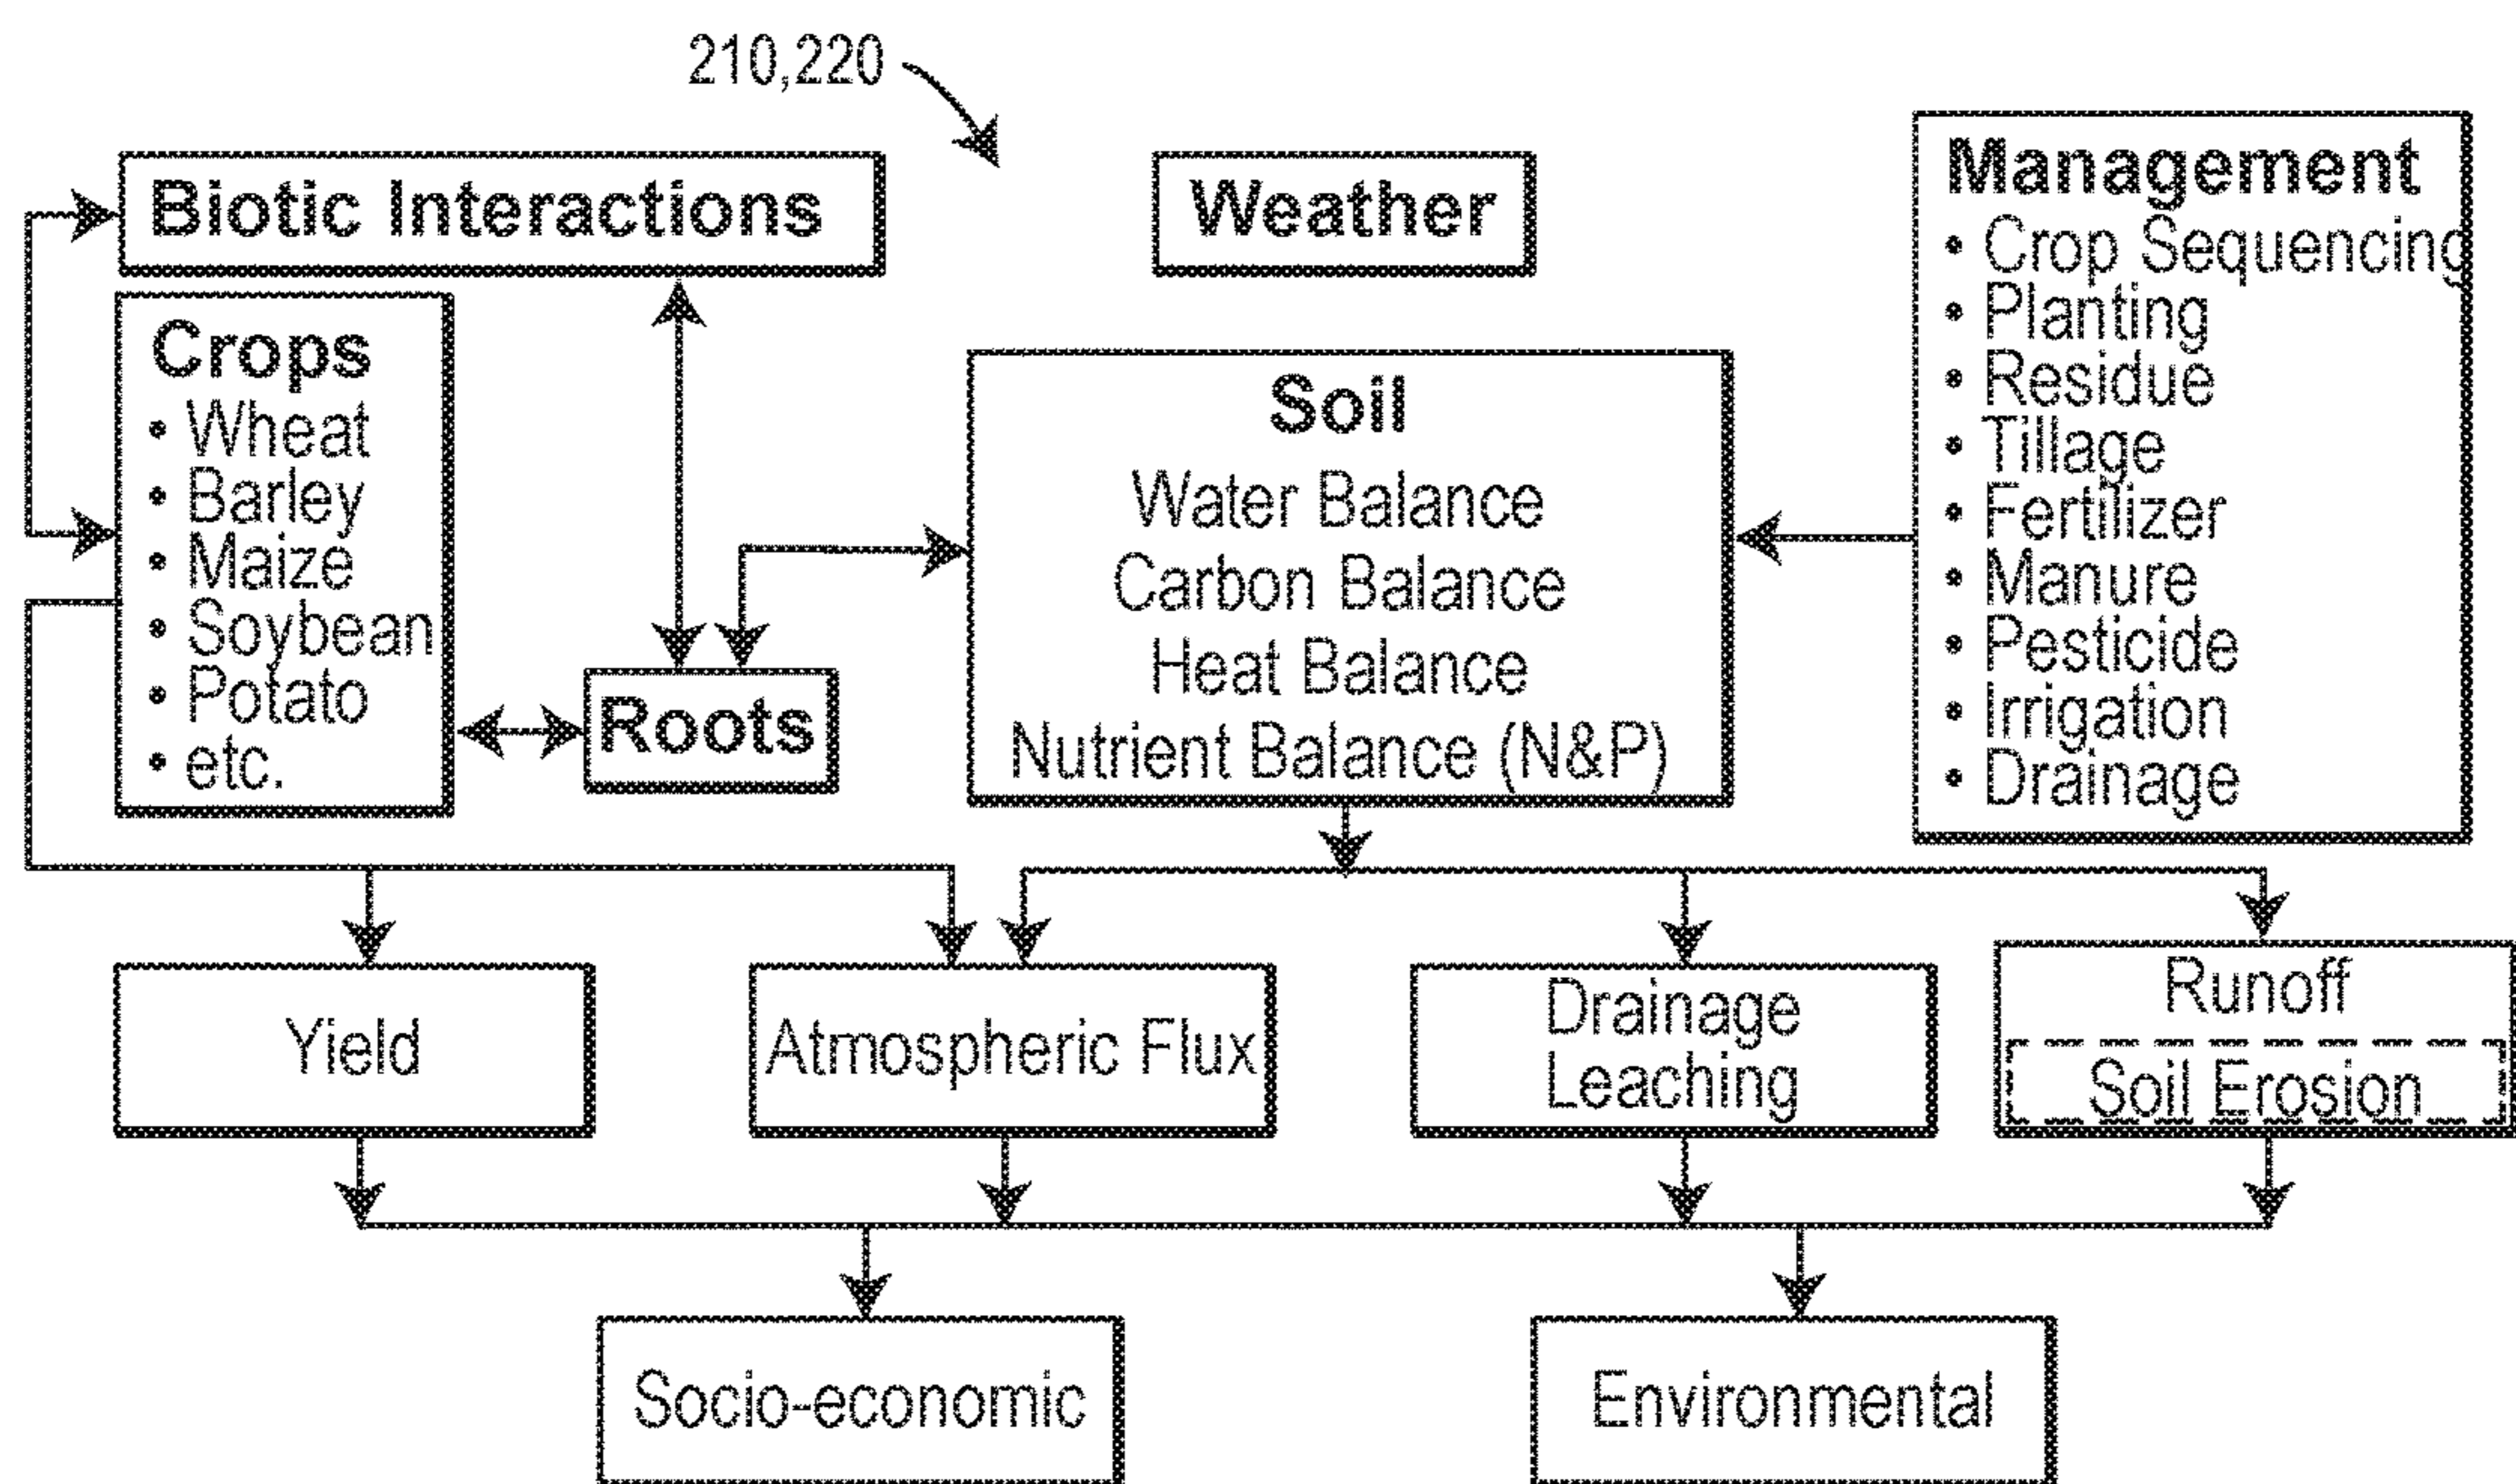 210,220
Biotic Interactions
Weather
Management
• Crop Sequencing
• Planting
• Residue
• Tillage
• Fertilizer
• Manure
• Pesticide
• Irrigation
• Drainage
Crops
• Wheat
• Barley
• Maize
• Soybean
• Potato
• etc.
Roots
Soil
Water Balance
Carbon Balance
Heat Balance
Nutrient Balance (N&P)
Yield
Atmospheric Flux
Drainage
Leaching
Runoff
Soil Erosion
Socio-economic
Environmental